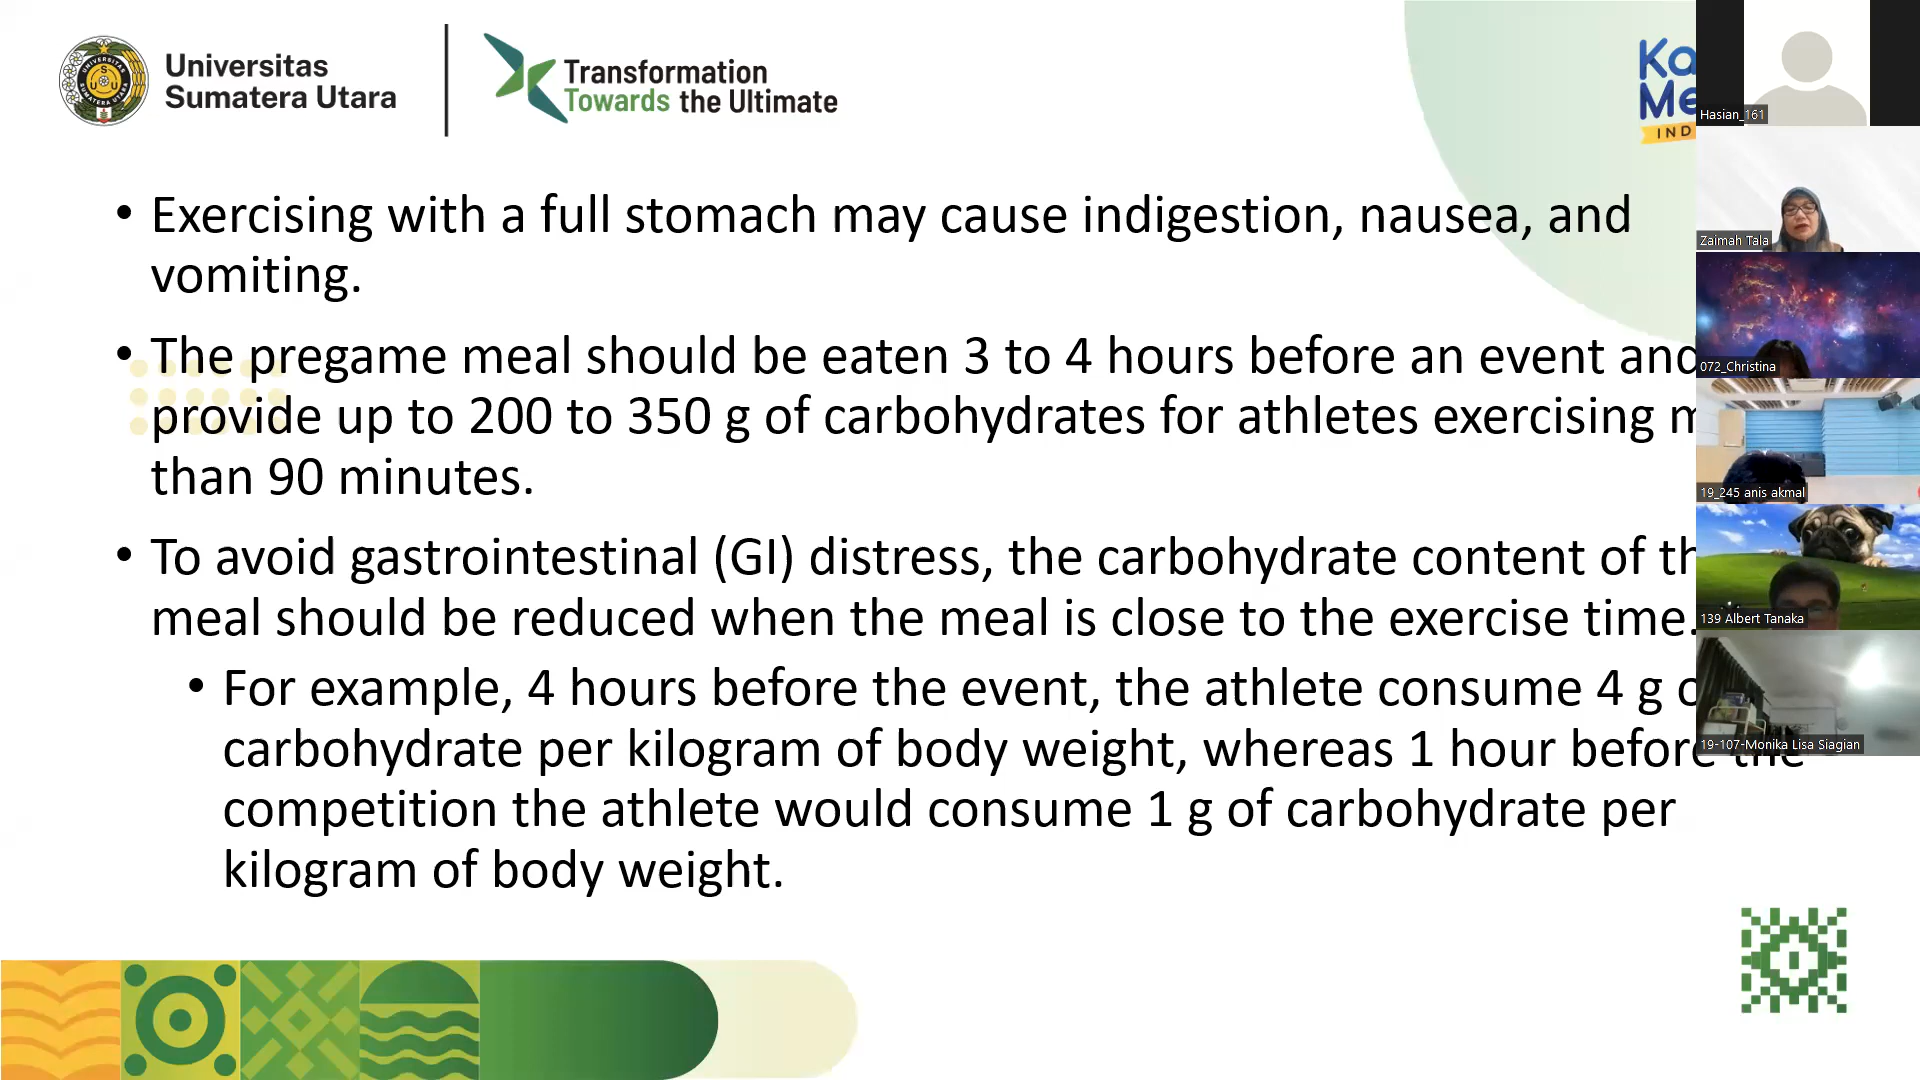 Universitas
Sumatera Utara
Transformation
Towards the Ultimate
IND
• Exercising with a full stomach may cause indigestion, nausea, and
vomiting.
• The pregame meal should be eaten 3 to 4 hours before an event and
provide up to 200 to 350 g of carbohydrates for athletes exercising
than 90 minutes.
• To avoid gastrointestinal (GI) distress, the carbohydrate content of
meal should be reduced when the meal is close to the exercise time.
• For example, 4 hours before the event, the athlete consume 4 g
carbohydrate per kilogram of body weight, whereas 1 hour before the
competition the athlete would consume 1 g of carbohydrate per
kilogram of body weight.
Hasian_161
Zaimah Tala
072_Christina
19_245 anis akmal
139 Albert Tanaka
19-107-Monika Lisa Siagian